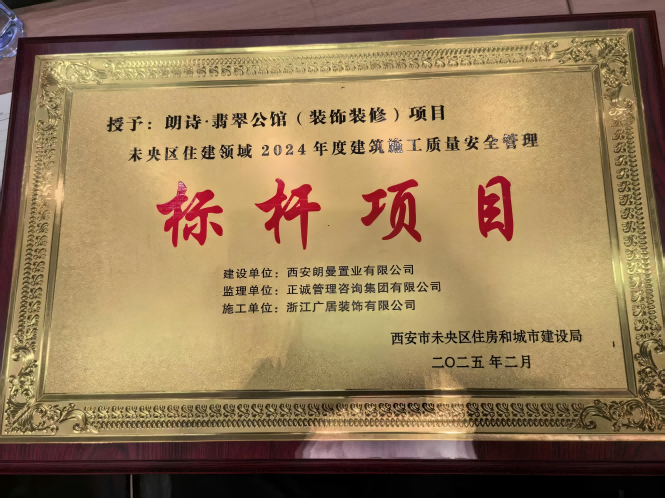 授予：朗诗·翡翠公馆（装饰装修）项目
未央区住建领域 2024 年度建筑施工质量安全管理
标杆项目
建设单位：西安朗曼置业有限公司
监理单位：正诚管理咨询集团有限公司
施工单位：浙江广居装饰有限公司
西安市未央区住房和城市建设局
二〇二五年二月